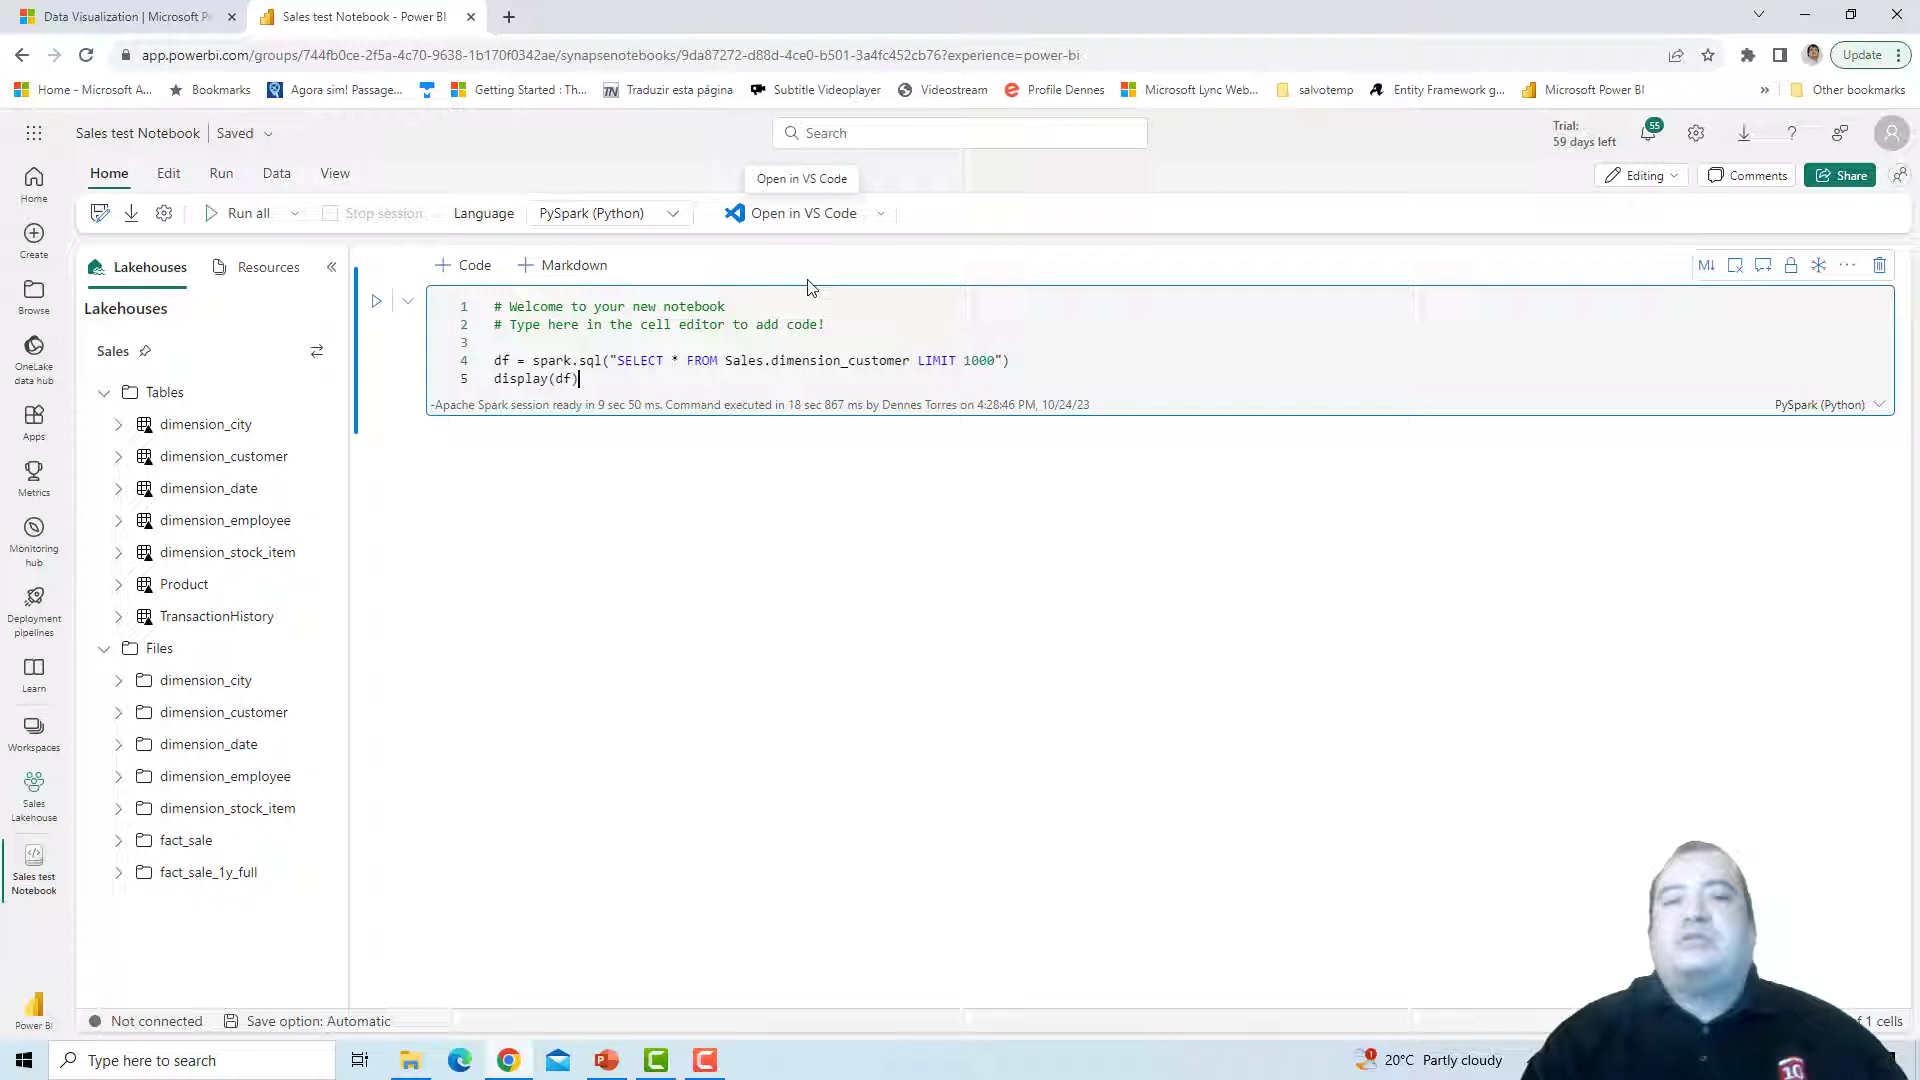 Data Visualization | Microsoft P
Sales test Notebook - Power BI
app.powerbi.com/groups/744fb0ce-2f5a-4c70-9638-1b170f0342ae/synapsenotebooks/9da87272-d88d-4ce0-b501-3a4fc452cb76?experience=power-bi
Update
Home - Microsoft A...
Bookmarks
Agora sim! Passage...
Getting Started : Th...
Traduzir esta página
Subtitle Videoplayer
Videostream
Profile Dennes
Microsoft Lync Web...
salvotemp
Entity Framework g...
Microsoft Power BI
»
Other bookmarks
Sales test Notebook
Saved
Search
Trial:
59 days left
55
Home
Edit
Run
Data
View
Open in VS Code
Editing
Comments
Share
Run all
Stop session
Language
PySpark (Python)
Open in VS Code
Home
Create
Browse
OneLake
data hub
Apps
Metrics
Monitoring
hub
Deployment
pipelines
Learn
Workspaces
Sales
Lakehouse
Sales test
Notebook
Power BI
Lakehouses
Resources
Lakehouses
Sales
Tables
dimension_city
dimension_customer
dimension_date
dimension_employee
dimension_stock_item
Product
TransactionHistory
Files
dimension_city
dimension_customer
dimension_date
dimension_employee
dimension_stock_item
fact_sale
fact_sale_1y_full
+ Code
+ Markdown
M↓
1 # Welcome to your new notebook
2 # Type here in the cell editor to add code!
3
4 df = spark.sql("SELECT * FROM Sales.dimension_customer LIMIT 1000")
5 display(df)
-Apache Spark session ready in 9 sec 50 ms. Command executed in 18 sec 867 ms by Dennes Torres on 4:28:46 PM, 10/24/23
PySpark (Python)
Not connected
Save option: Automatic
f 1 cells
Type here to search
20°C Partly cloudy